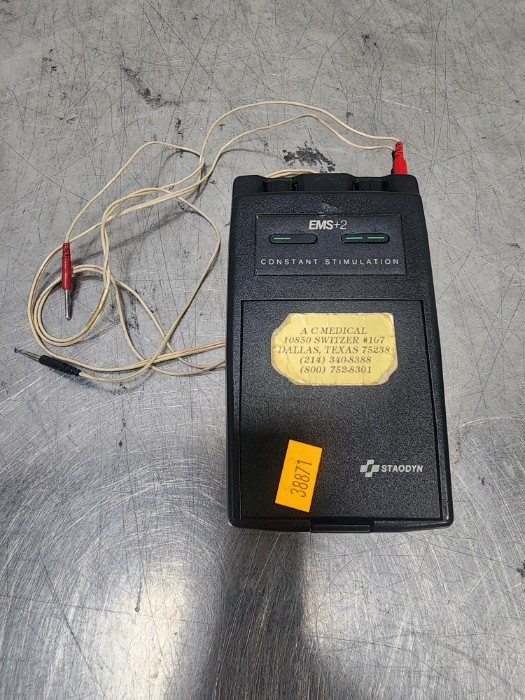 EMS+2
CONSTANT STIMULATION
A C MEDICAL
10850 SWITZER #107
DALLAS, TEXAS 75238
(214) 340-8388
(800) 752-8301
STAODYN
38871